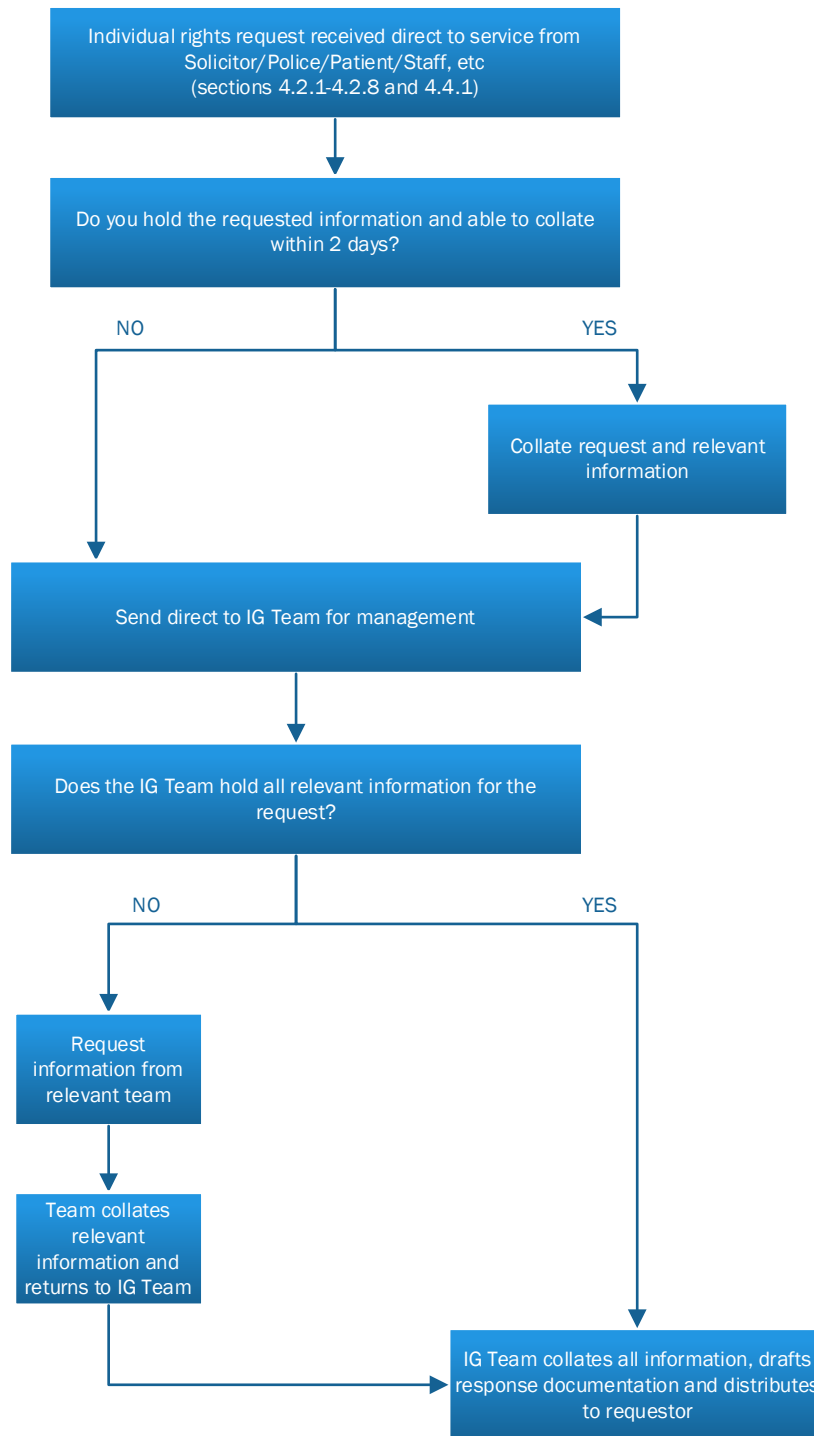 Individual rights request received direct to service from
Solicitor/Police/Patient/Staff, etc
(sections 4.2.1-4.2.8 and 4.4.1)
Do you hold the requested information and able to collate
within 2 days?
NO
YES
Collate request and relevant
information
Send direct to IG Team for management
Does the IG Team hold all relevant information for the
request?
NO
YES
Request
information from
relevant team
Team collates
relevant
information and
returns to IG Team
IG Team collates all information, drafts
response documentation and distributes
to requestor